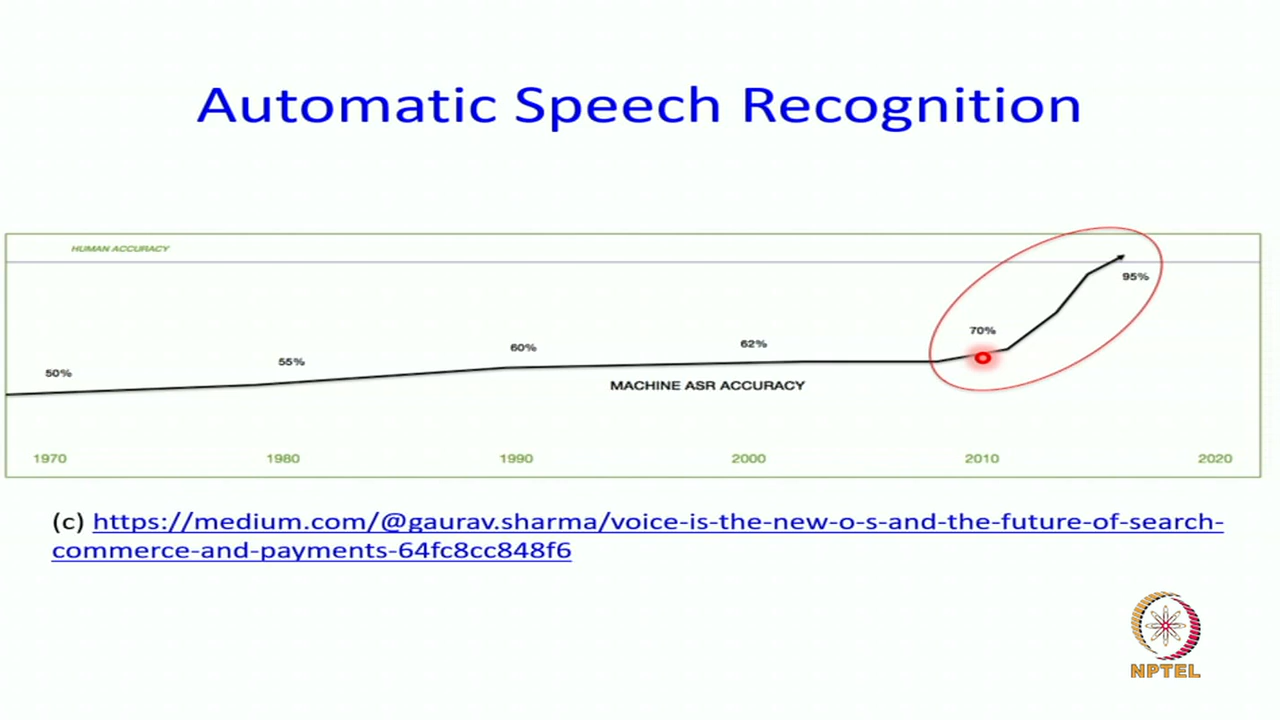 Automatic Speech Recognition
HUMAN ACCURACY
95%
70%
62%
60%
55%
50%
MACHINE ASR ACCURACY
1970 1980 1990 2000 2010 2020
(c) https://medium.com/@gaurav.sharma/voice-is-the-new-o-s-and-the-future-of-search-
commerce-and-payments-64fc8cc848f6
NPTEL